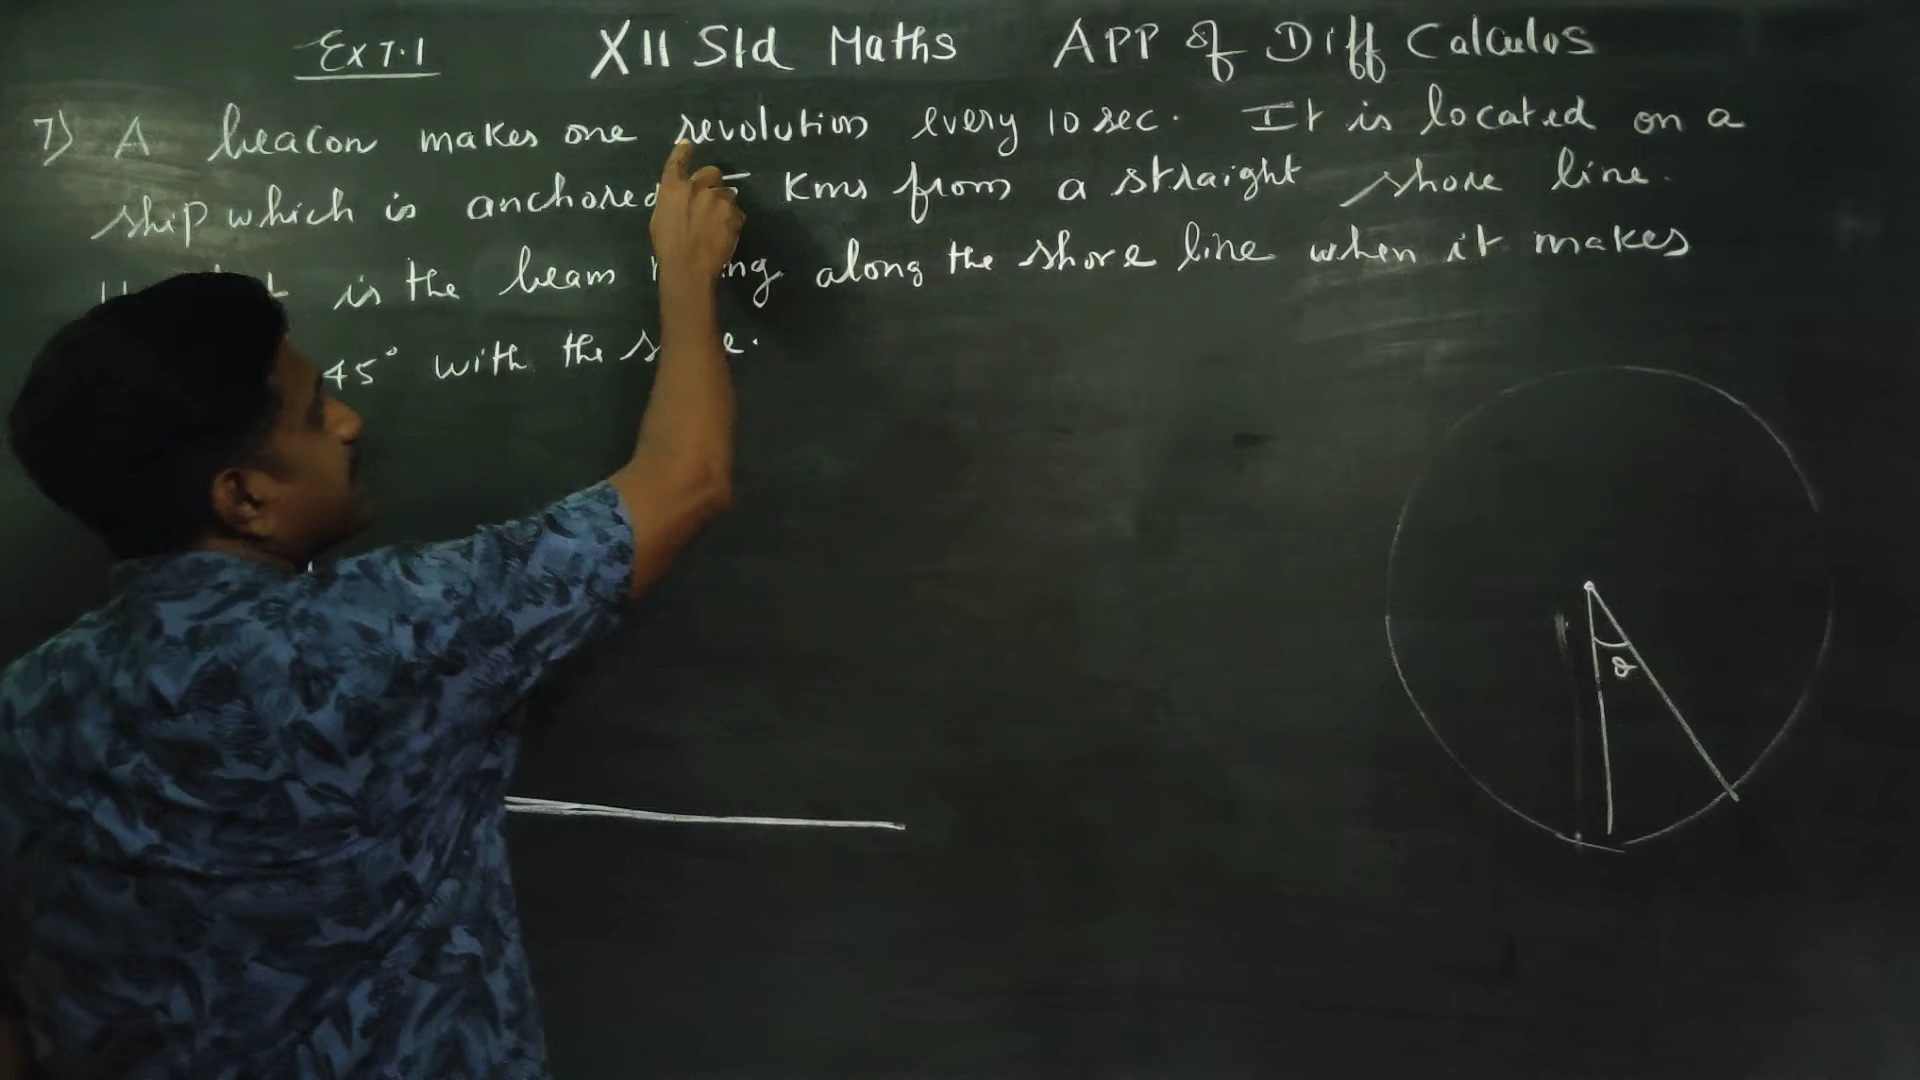 Ex 7.1 XII Std Maths APP of Diff Calculus
7) A beacon makes one revolution every 10 sec. It is located on a
ship which is anchored 5 Kms from a straight shore line.
is the beam along the shore line when it makes
45° with the
θ